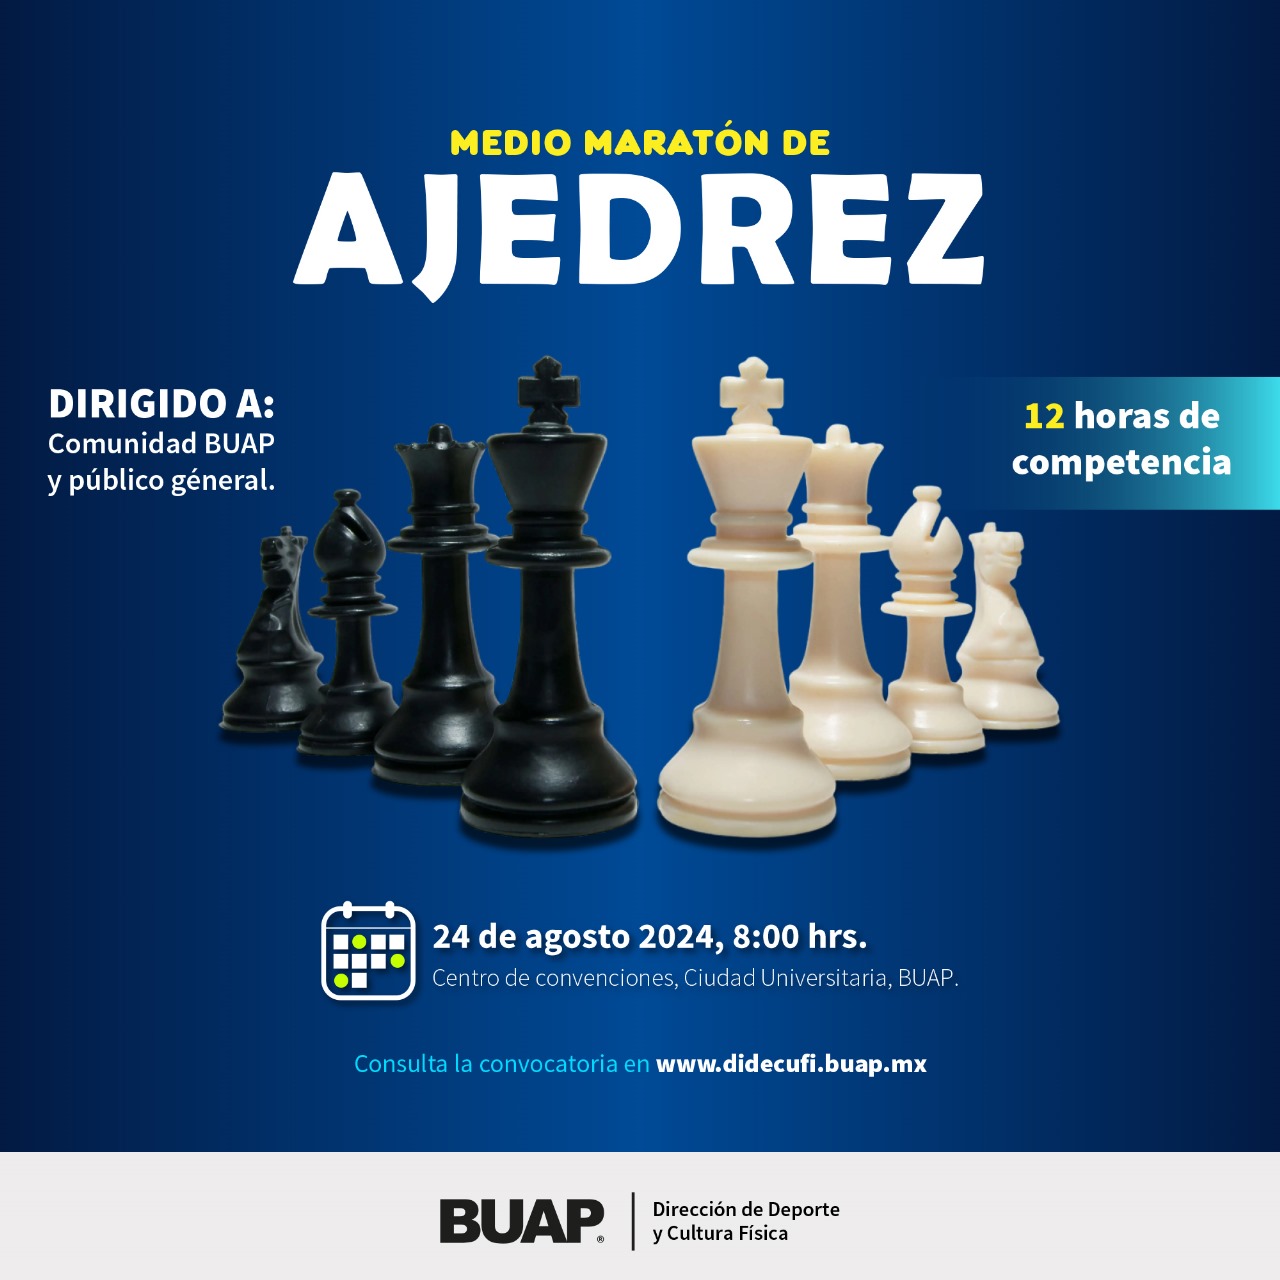 MEDIO MARATÓN DE
AJEDREZ
DIRIGIDO A:
Comunidad BUAP
y público géneral.
12 horas de
competencia
24 de agosto 2024, 8:00 hrs.
Centro de convenciones, Ciudad Universitaria, BUAP.
Consulta la convocatoria en www.didecufi.buap.mx
BUAP®
Dirección de Deporte
y Cultura Física